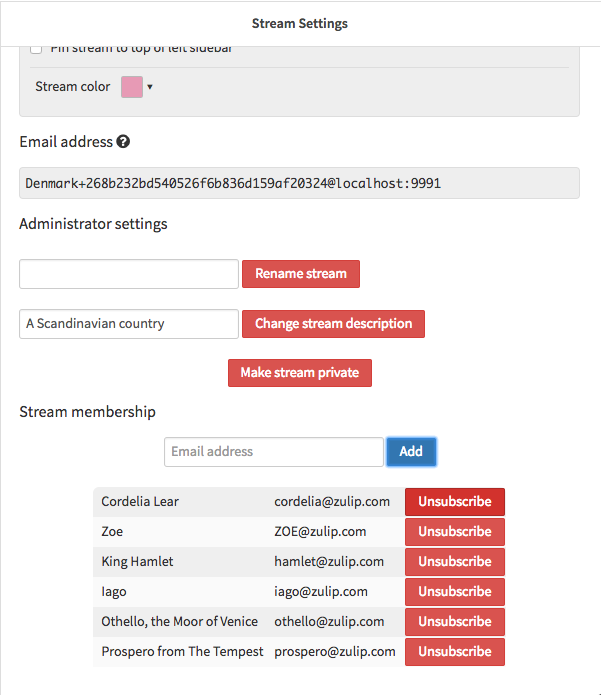 Stream Settings
Pin stream to top of left sidebar
Stream color
Email address
Denmark+268b232bd540526f6b836d159af20324@localhost:9991
Administrator settings
Rename stream
A Scandinavian country Change stream description
Make stream private
Stream membership
Email address Add
Cordelia Lear cordelia@zulip.com Unsubscribe
Zoe ZOE@zulip.com Unsubscribe
King Hamlet hamlet@zulip.com Unsubscribe
Iago iago@zulip.com Unsubscribe
Othello, the Moor of Venice othello@zulip.com Unsubscribe
Prospero from The Tempest prospero@zulip.com Unsubscribe